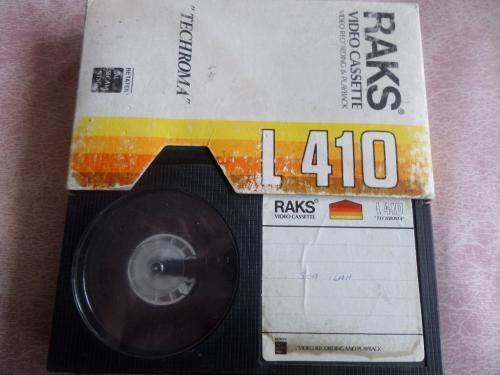 RAKS®
VIDEO CASSETTE
VIDEO RECORDING & PLAYBACK
"TECHROMA"
L 410
RAKS®
VIDEO CASSETTE
L 410
"TECHROMA"
VIDEO RECORDING AND PLAYBACK